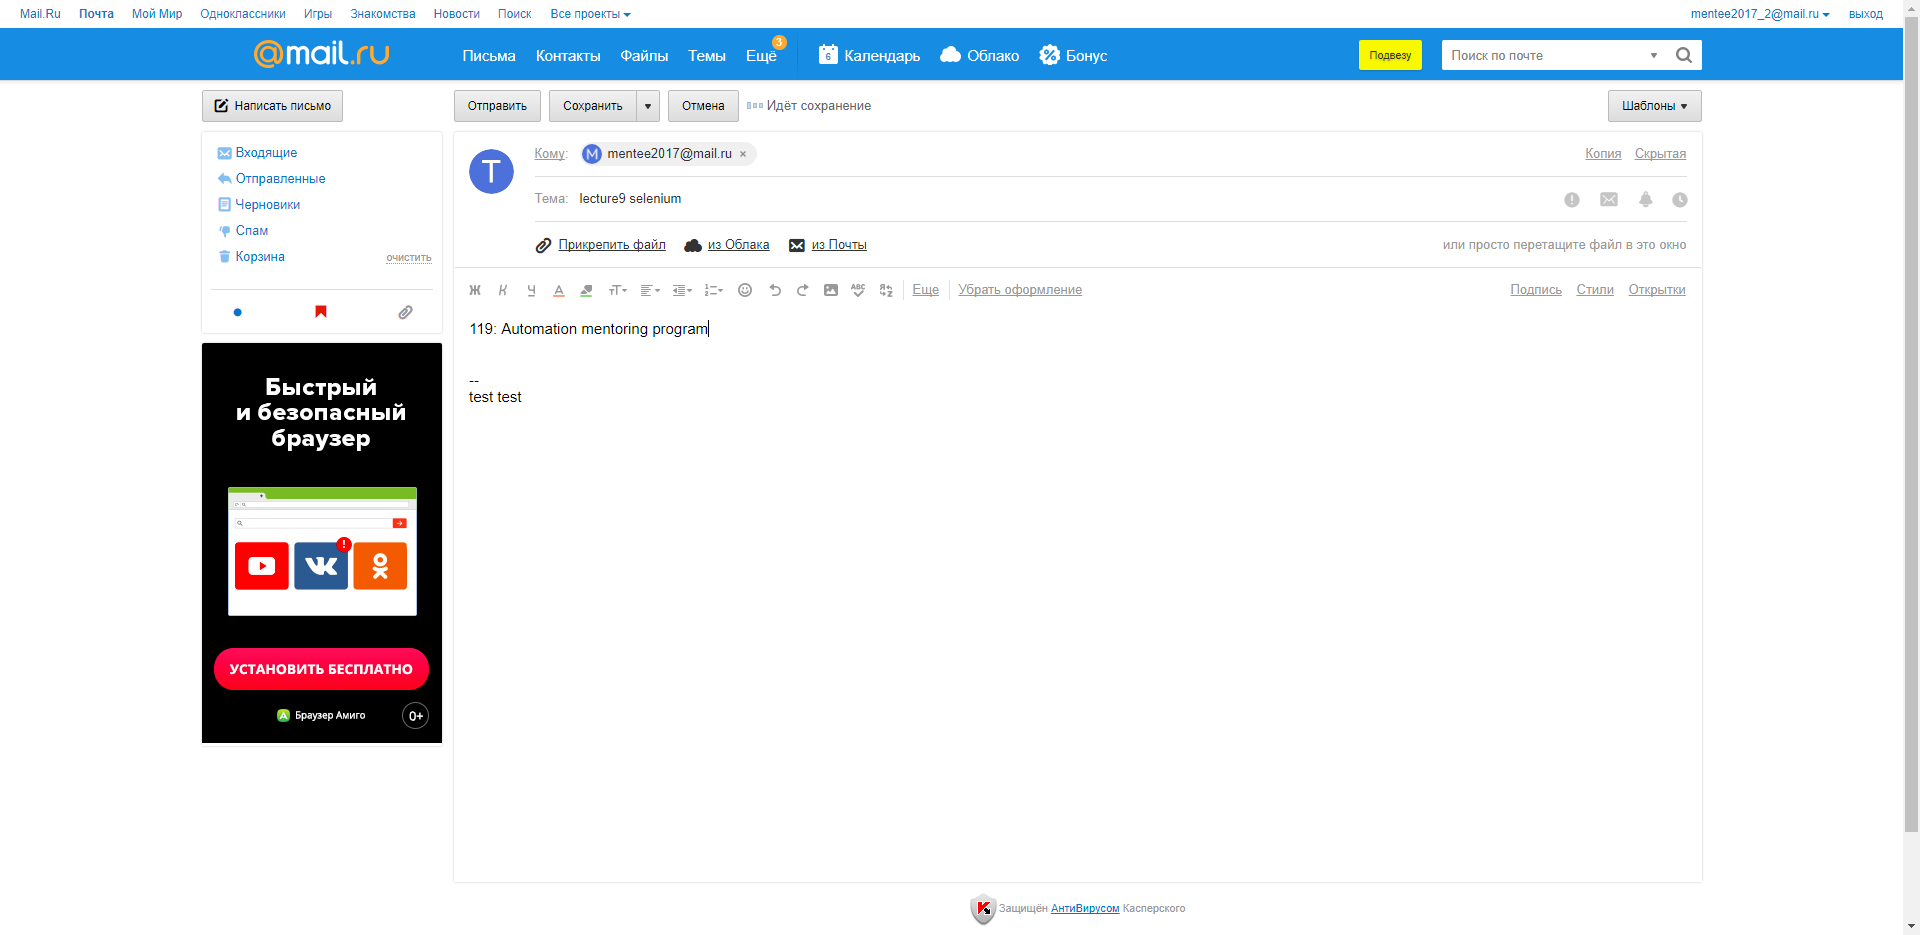 Mail.Ru Почта Мой Мир Одноклассники Игры Знакомства Новости Поиск Все проекты mentee2017_2@mail.ru выход
@mail.ru Письма Контакты Файлы Темы Ещё 3 6 Календарь Облако Бонус Подвезу Поиск по почте
Написать письмо Отправить Сохранить Отмена Идёт сохранение Шаблоны
Входящие
Отправленные
Черновики
Спам
Корзина очистить
Быстрый
и безопасный
браузер
УСТАНОВИТЬ БЕСПЛАТНО
Браузер Амиго 0+
T
Кому: M mentee2017@mail.ru × Копия Скрытая
Тема: lecture9 selenium
Прикрепить файл из Облака из Почты или просто перетащите файл в это окно
Ж К Ч А тТ ABC Еще Убрать оформление Подпись Стили Открытки
119: Automation mentoring program
--
test test
Защищён АнтиВирусом Касперского